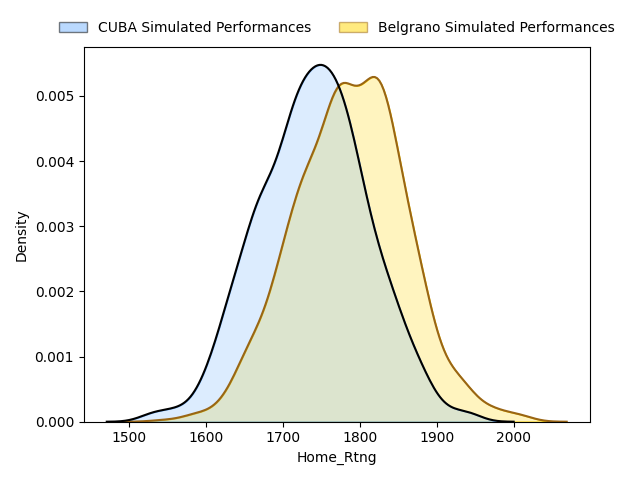 CUBA Simulated Performances
Belgrano Simulated Performances
Density
0.005
0.004
0.003
0.002
0.001
0.000
1500 1600 1700 1800 1900 2000
Home_Rtng